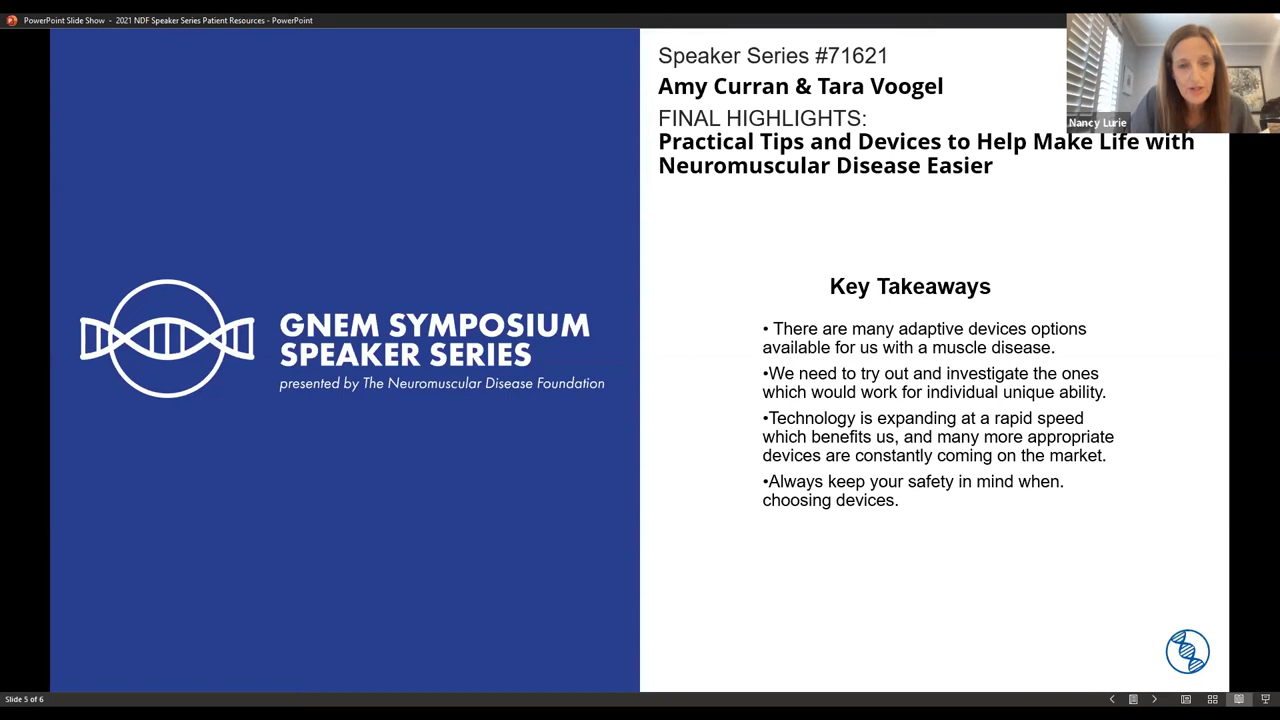 PowerPoint Slide Show - 2021 NDF Speaker Series Patient Resources - PowerPoint
Speaker Series #71621
Amy Curran & Tara Voogel
FINAL HIGHLIGHTS:
Nancy Lurie
Practical Tips and Devices to Help Make Life with
Neuromuscular Disease Easier
GNEM SYMPOSIUM
SPEAKER SERIES
presented by The Neuromuscular Disease Foundation
Key Takeaways
• There are many adaptive devices options
available for us with a muscle disease.
•We need to try out and investigate the ones
which would work for individual unique ability.
•Technology is expanding at a rapid speed
which benefits us, and many more appropriate
devices are constantly coming on the market.
•Always keep your safety in mind when.
choosing devices.
Slide 5 of 6